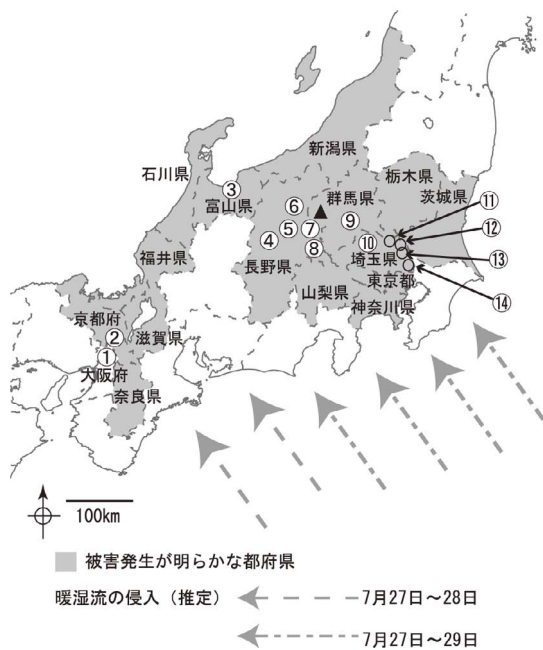 新潟県
石川県
栃木県
③
富山県
⑥
群馬県
茨城県
⑪
⑤
⑦
⑨
⑫
④
⑧
⑩
埼玉県
⑬
福井県
長野県
東京都
山梨県
⑭
京都府
神奈川県
②
滋賀県
①
大阪府
奈良県
100km
被害発生が明らかな都府県
暖湿流の侵入(推定)
7月27日~28日
7月27日~29日